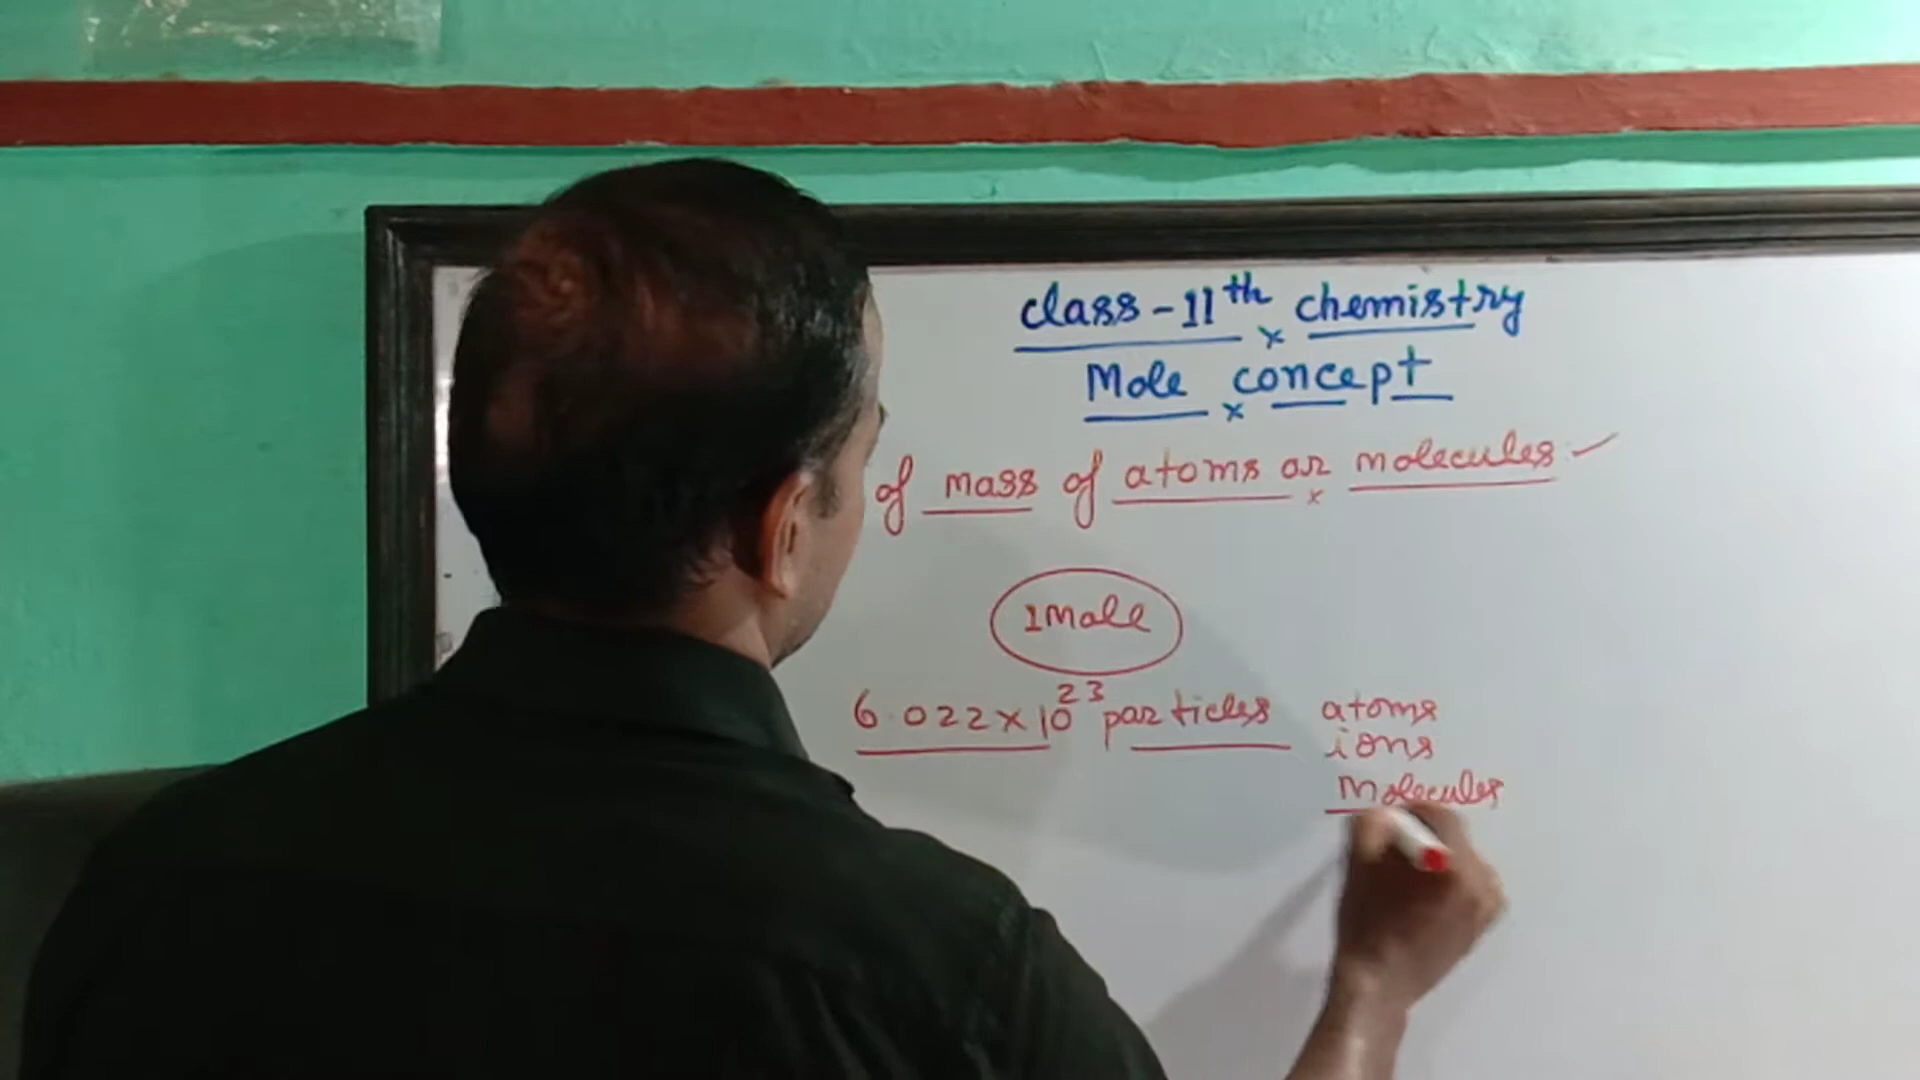 class - 11th chemistry
Mole concept
of mass of atoms or molecules
1 Mole
6.022 x 10^23 particles atoms
ions
Molecules